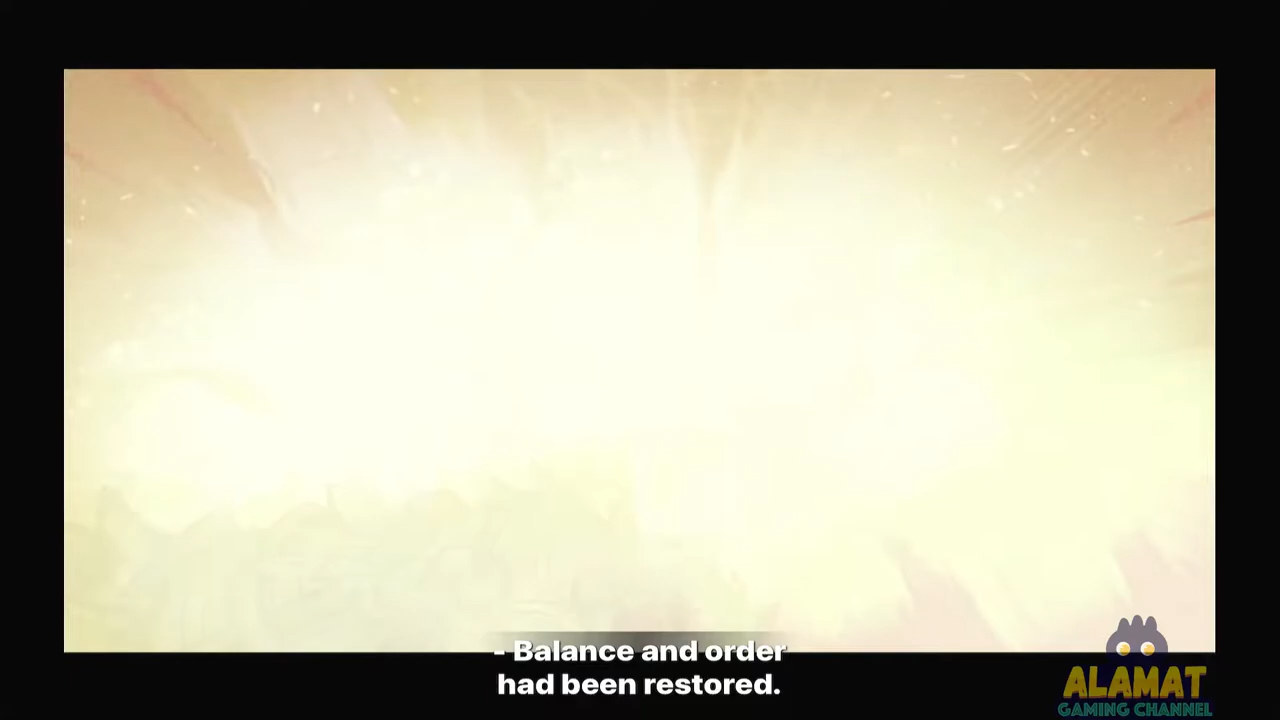 - Balance and order
had been restored.
ALAMAT
GAMING CHANNEL